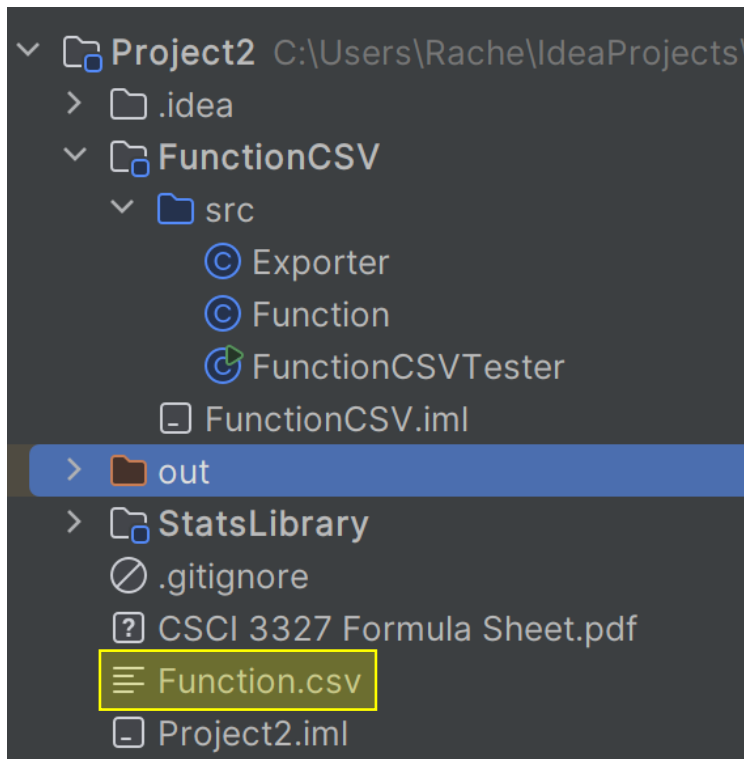 Project2 C:\Users\Rache\IdeaProjects\
.idea
FunctionCSV
src
Exporter
Function
FunctionCSVTester
FunctionCSV.iml
out
StatsLibrary
.gitignore
CSCI 3327 Formula Sheet.pdf
Function.csv
Project2.iml